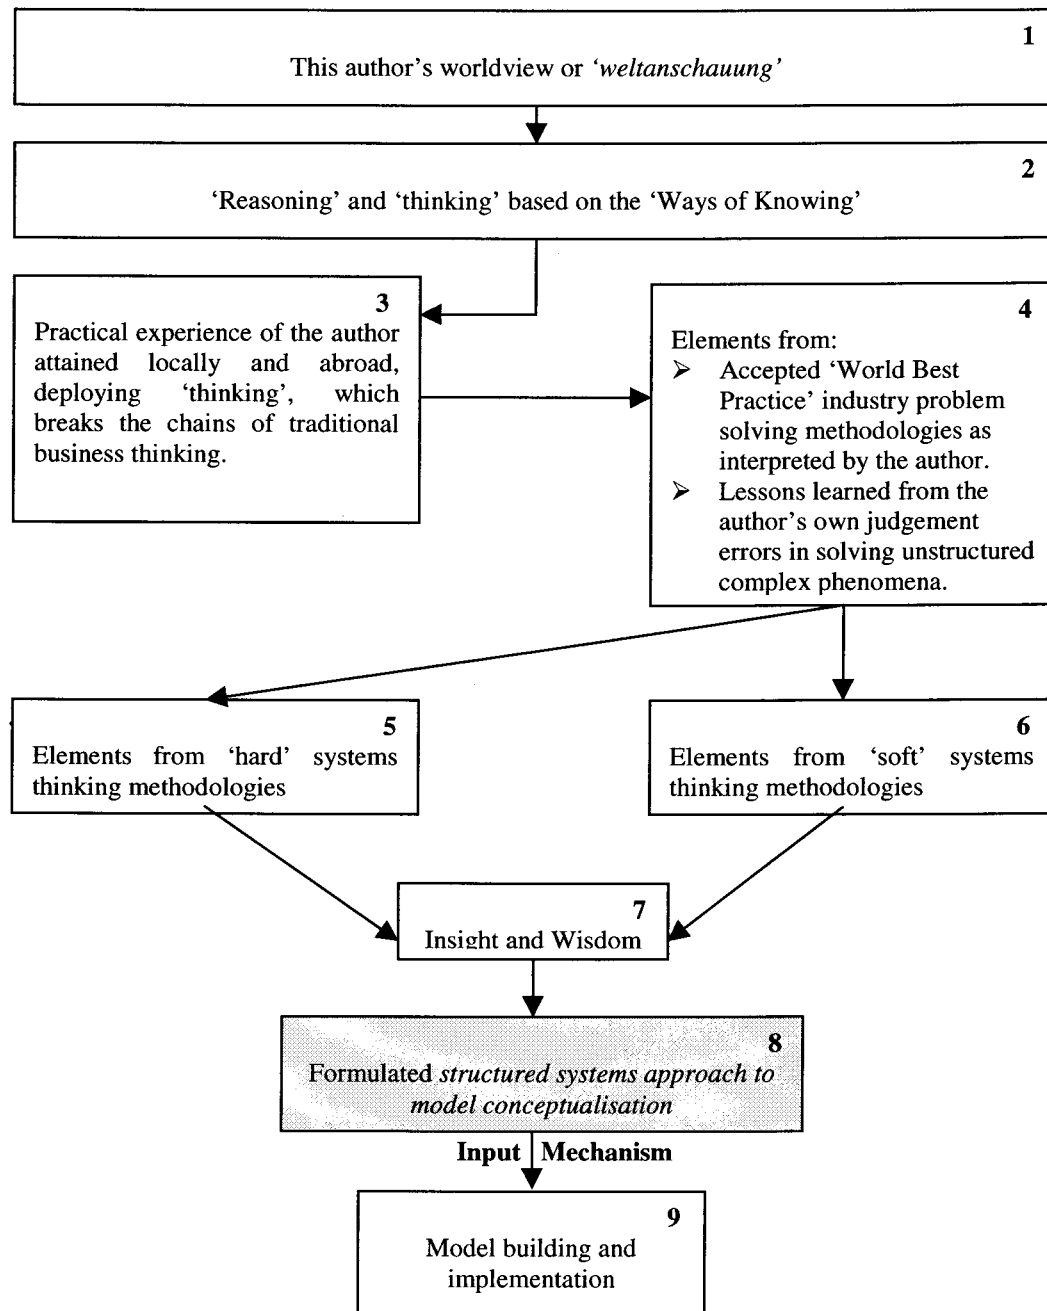 1
This author’s worldview or ‘weltanschauung’
2
‘Reasoning’ and ‘thinking’ based on the ‘Ways of Knowing’
3
Practical experience of the author
attained locally and abroad,
deploying ‘thinking’, which
breaks the chains of traditional
business thinking.
4
Elements from:
➢ Accepted ‘World Best
Practice’ industry problem
solving methodologies as
interpreted by the author.
➢ Lessons learned from the
author’s own judgement
errors in solving unstructured
complex phenomena.
5
Elements from ‘hard’ systems
thinking methodologies
6
Elements from ‘soft’ systems
thinking methodologies
7
Insight and Wisdom
8
Formulated structured systems approach to
model conceptualisation
Input Mechanism
9
Model building and
implementation